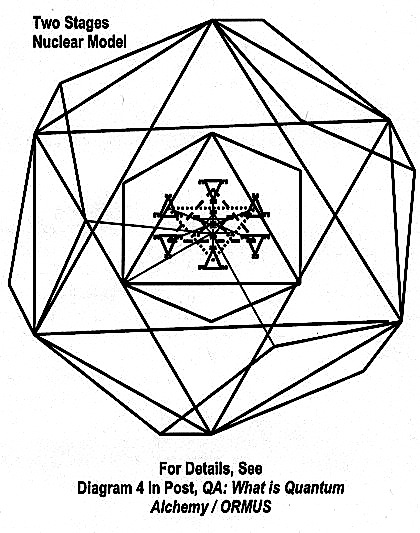 Two Stages
Nuclear Model
For Details, See
Diagram 4 In Post, QA: What is Quantum
Alchemy / ORMUS